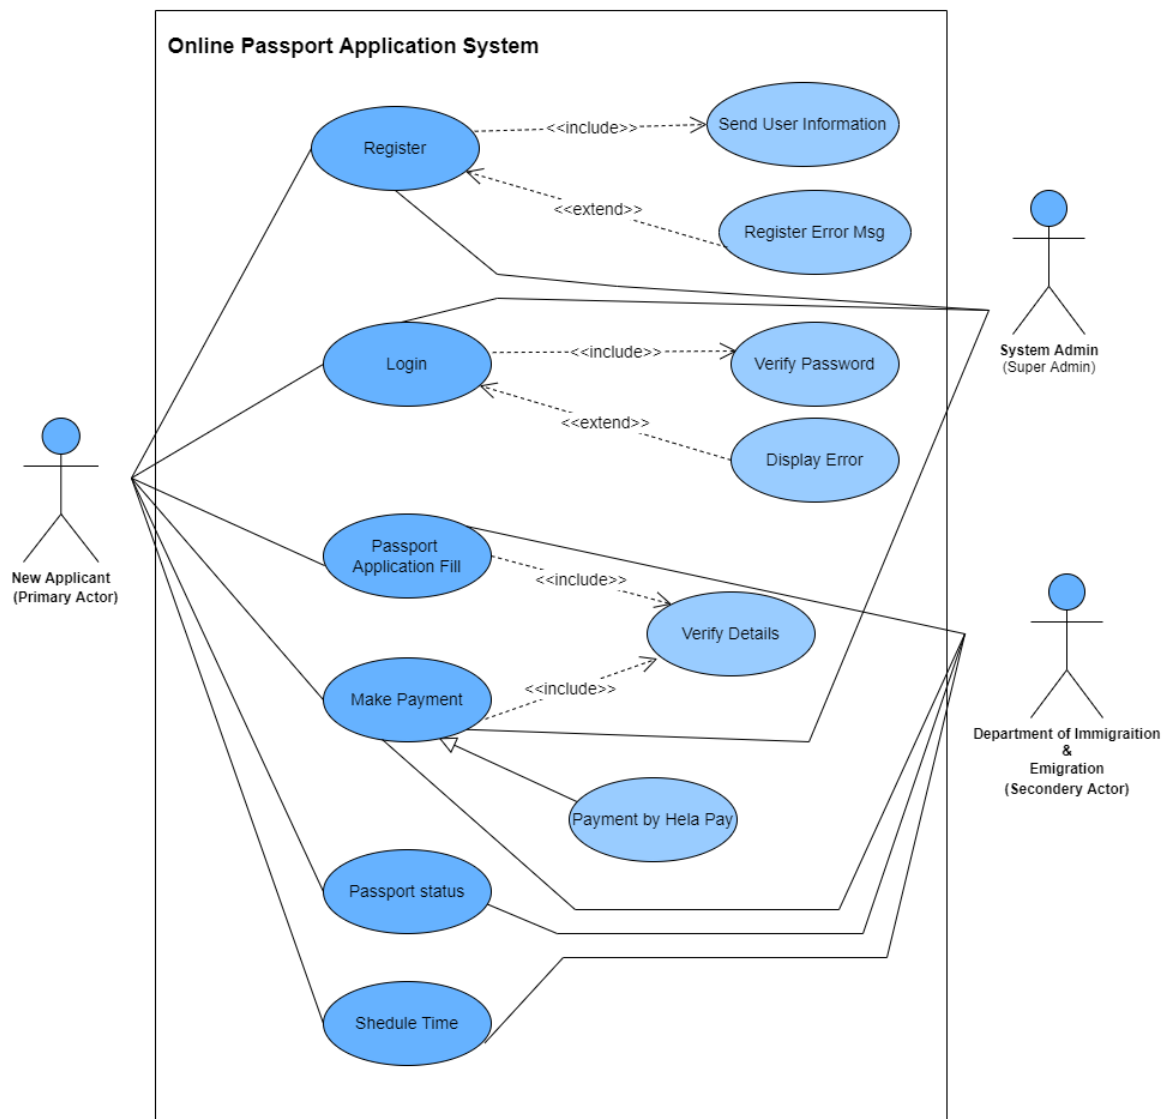 Online Passport Application System
Register
<<include>>
Send User Information
<<extend>>
Register Error Msg
System Admin
(Super Admin)
Login
<<include>>
Verify Password
<<extend>>
Display Error
New Applicant
(Primary Actor)
Passport
Application Fill
<<include>>
Verify Details
Make Payment
<<include>>
Department of Immigraition
&
Emigration
(Secondery Actor)
Payment by Hela Pay
Passport status
Shedule Time